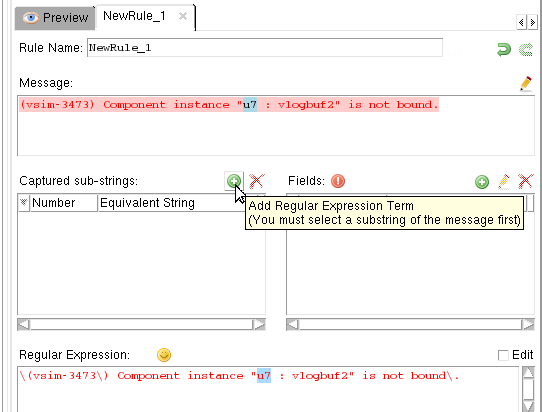 Preview
NewRule_1
Rule Name: NewRule_1
Message:
(vsim-3473) Component instance "u7 : vlogbuf2" is not bound.
Captured sub-strings:
Fields:
Number
Equivalent String
Add Regular Expression Term
(You must select a substring of the message first)
Regular Expression:
Edit
\(vsim-3473\) Component instance "u7 : vlogbuf2" is not bound\.